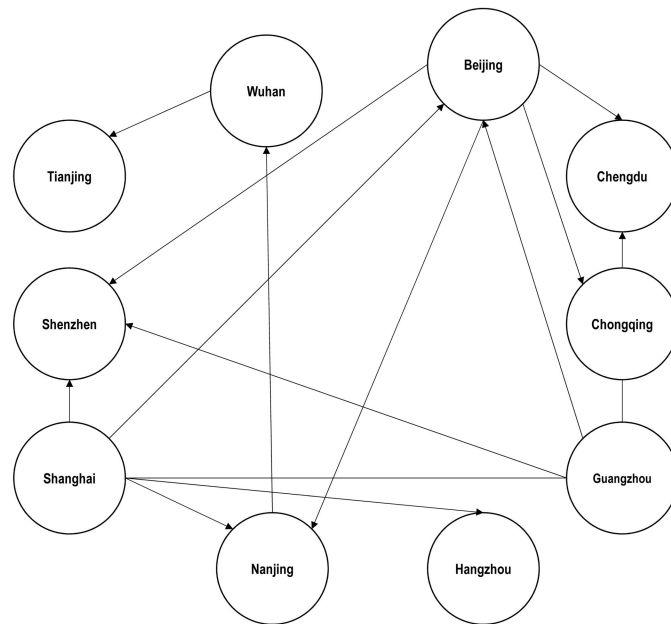 Beijing
Wuhan
Tianjing
Chengdu
Shenzhen
Chongqing
Shanghai
Guangzhou
Nanjing
Hangzhou